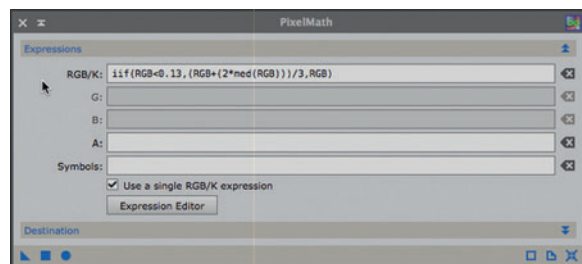 PixelMath
Expressions
RGB/K: iif(RGB<0.13,(RGB+(2*med(RGB)))/3,RGB)
G:
B:
A:
Symbols:
Use a single RGB/K expression
Expression Editor
Destination